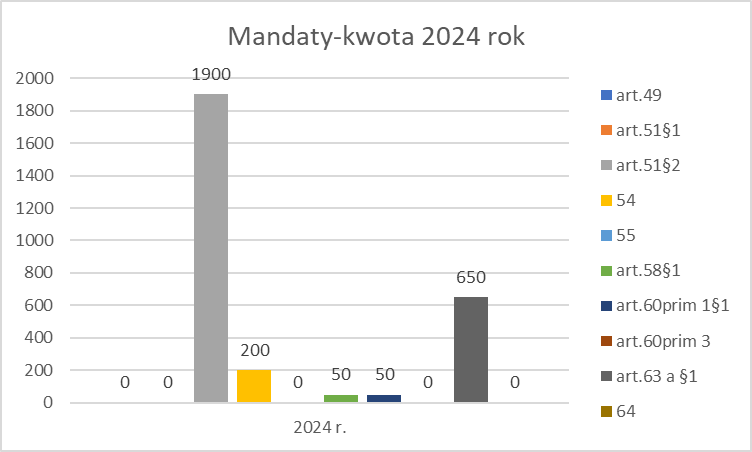 Mandaty-kwota 2024 rok
2000
1800
1600
1400
1200
1000
800
600
400
200
0
0
0
1900
200
0
50
50
0
650
0
2024 r.
art.49
art.51§1
art.51§2
54
55
art.58§1
art.60prim 1§1
art.60prim 3
art.63 a §1
64